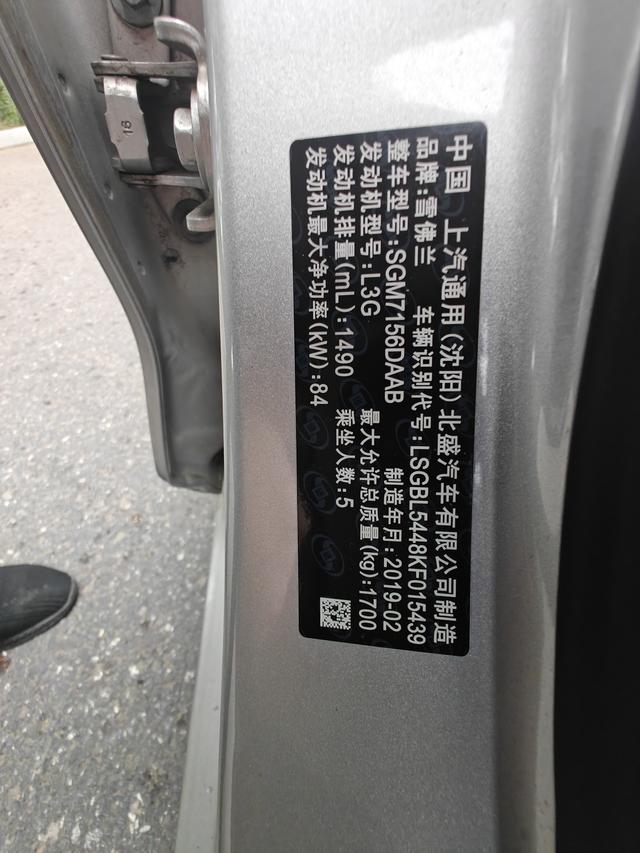 中国 上汽通用(沈阳)北盛汽车有限公司制造
品牌:雪佛兰 车辆识别代号:LSGBL5448KF015439
整车型号:SGM7156DAAB 制造年月:2019-02
发动机型号:L3G 最大允许总质量(kg):1700
发动机排量(mL):1490 乘坐人数:5
发动机最大净功率(kW):84
18